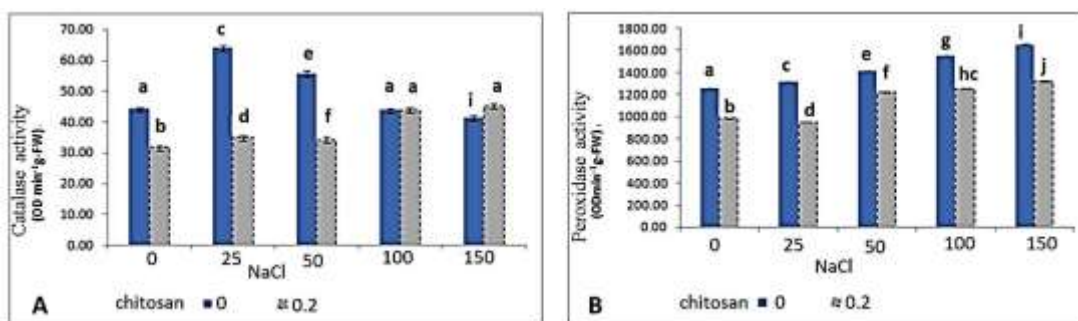 70.00
60.00
50.00
40.00
30.00
20.00
10.00
0.00
Catalase activity
(OD min-1g-FW).
a b c d e f a a i a
0 25 50 100 150
NaCl
A
chitosan 0 0.2
1800.00
1600.00
1400.00
1200.00
1000.00
800.00
600.00
400.00
200.00
0.00
Peroxidase activity
(ODmin-1g-FW)
a b c d e f g hc i j
0 25 50 100 150
NaCl
B
chitosan 0 0.2